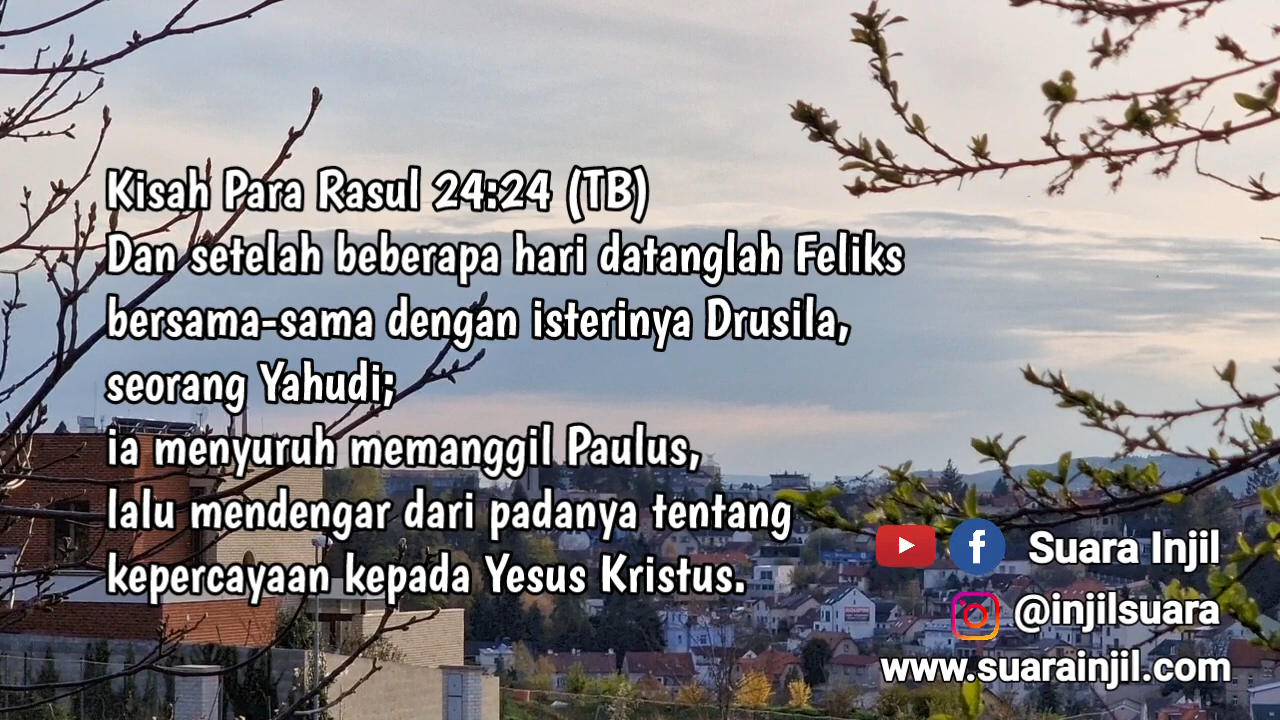 Kisah Para Rasul 24:24 (TB)
Dan setelah beberapa hari datanglah Feliks
bersama-sama dengan isterinya Drusila,
seorang Yahudi;
ia menyuruh memanggil Paulus,
lalu mendengar dari padanya tentang
kepercayaan kepada Yesus Kristus.
Suara Injil
@injilsuara
www.suarainjil.com